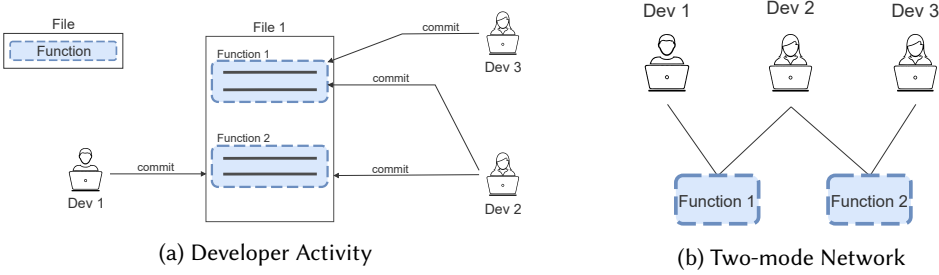 File
Function
File 1
Function 1
commit
Dev 3
commit
Function 2
commit
commit
Dev 1
Dev 2
(a) Developer Activity
Dev 1
Dev 2
Dev 3
Function 1
Function 2
(b) Two-mode Network